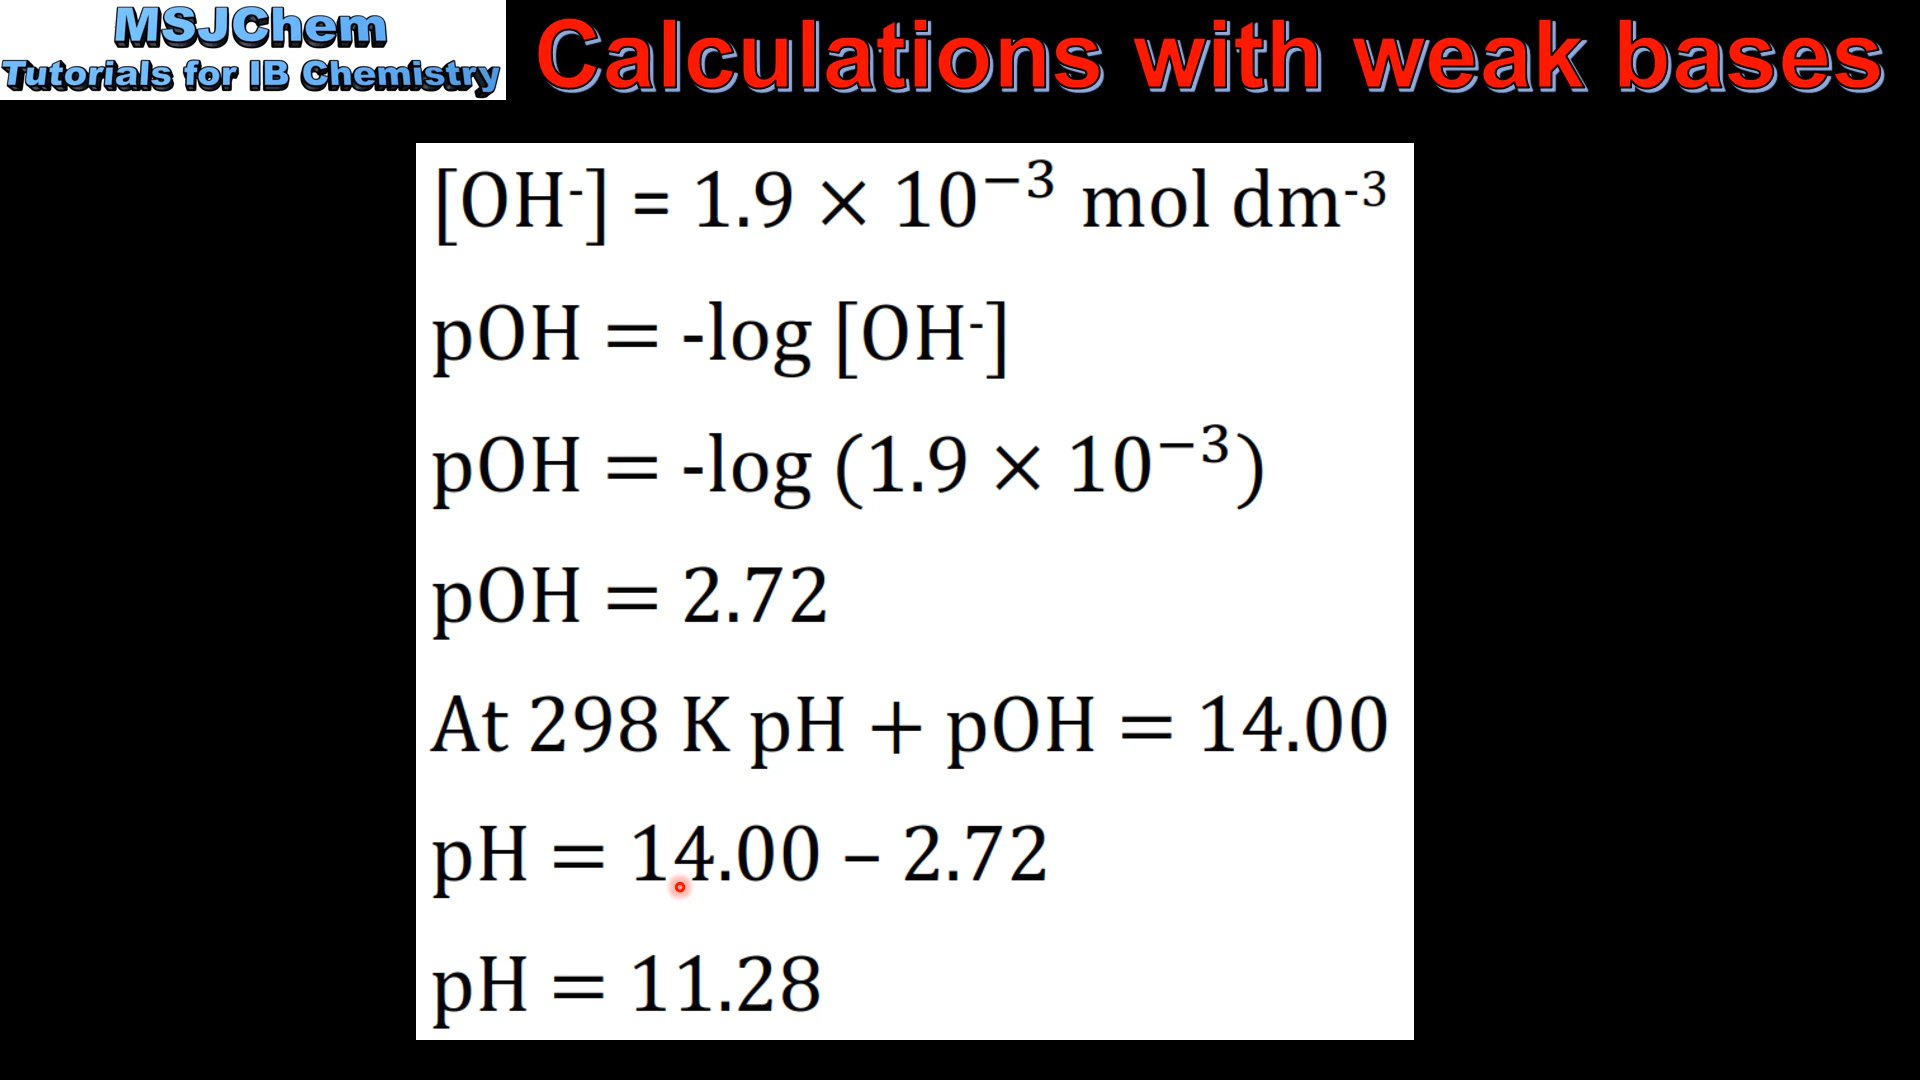 MSJChem
Tutorials for IB Chemistry
Calculations with weak bases
[OH⁻] = 1.9 × 10⁻³ mol dm⁻³
pOH = -log [OH⁻]
pOH = -log (1.9 × 10⁻³)
pOH = 2.72
At 298 K pH + pOH = 14.00
pH = 14.00 – 2.72
pH = 11.28